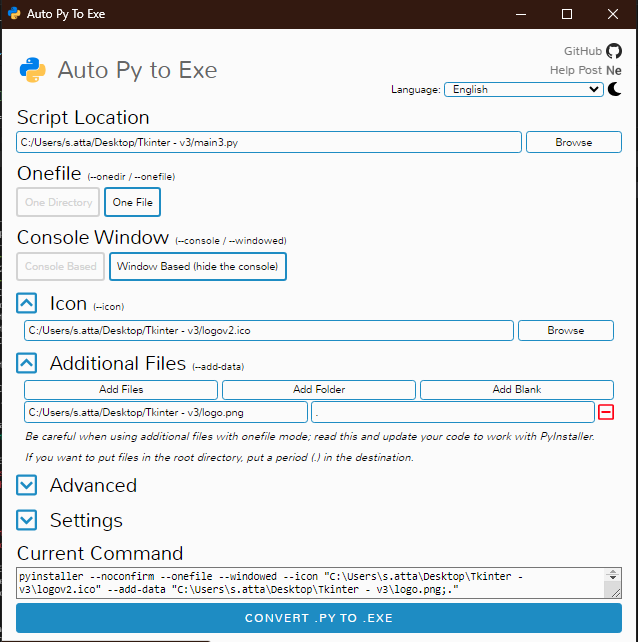 Auto Py To Exe
GitHub
Auto Py to Exe
Help Post Ne
Language: English
Script Location
C:/Users/s.atta/Desktop/Tkinter - v3/main3.py Browse
Onefile (--onedir / --onefile)
One Directory One File
Console Window (--console / --windowed)
Console Based Window Based (hide the console)
Icon (--icon)
C:/Users/s.atta/Desktop/Tkinter - v3/logov2.ico Browse
Additional Files (--add-data)
Add Files Add Folder Add Blank
C:/Users/s.atta/Desktop/Tkinter - v3/logo.png .
Be careful when using additional files with onefile mode; read this and update your code to work with PyInstaller.
If you want to put files in the root directory, put a period (.) in the destination.
Advanced
Settings
Current Command
pyinstaller --noconfirm --onefile --windowed --icon "C:\Users\s.atta\Desktop\Tkinter -
v3\logov2.ico" --add-data "C:\Users\s.atta\Desktop\Tkinter - v3\logo.png;."
CONVERT .PY TO .EXE